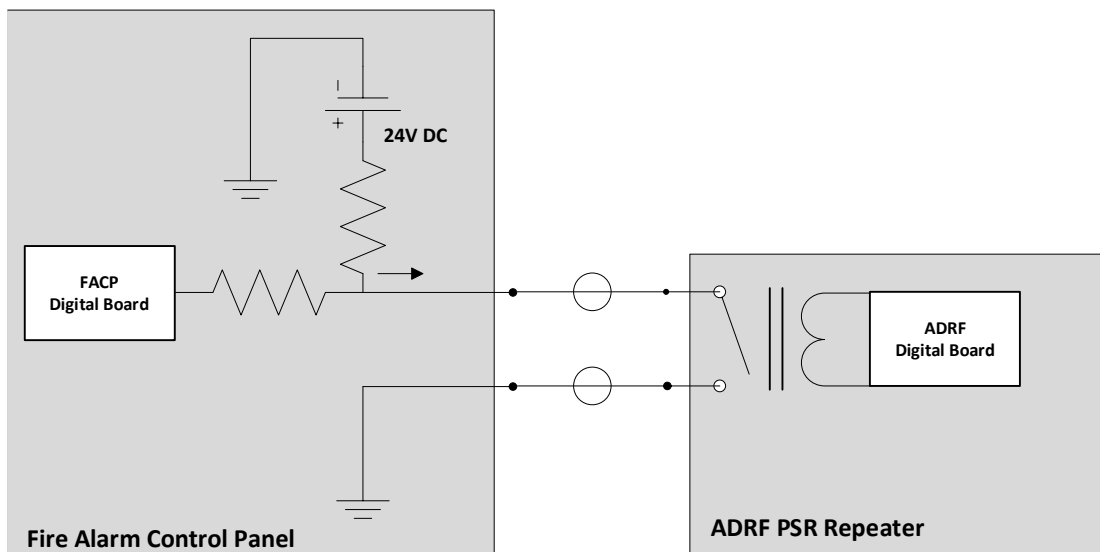 -
+
24V DC
FACP
Digital Board
ADRF
Digital Board
Fire Alarm Control Panel
ADRF PSR Repeater